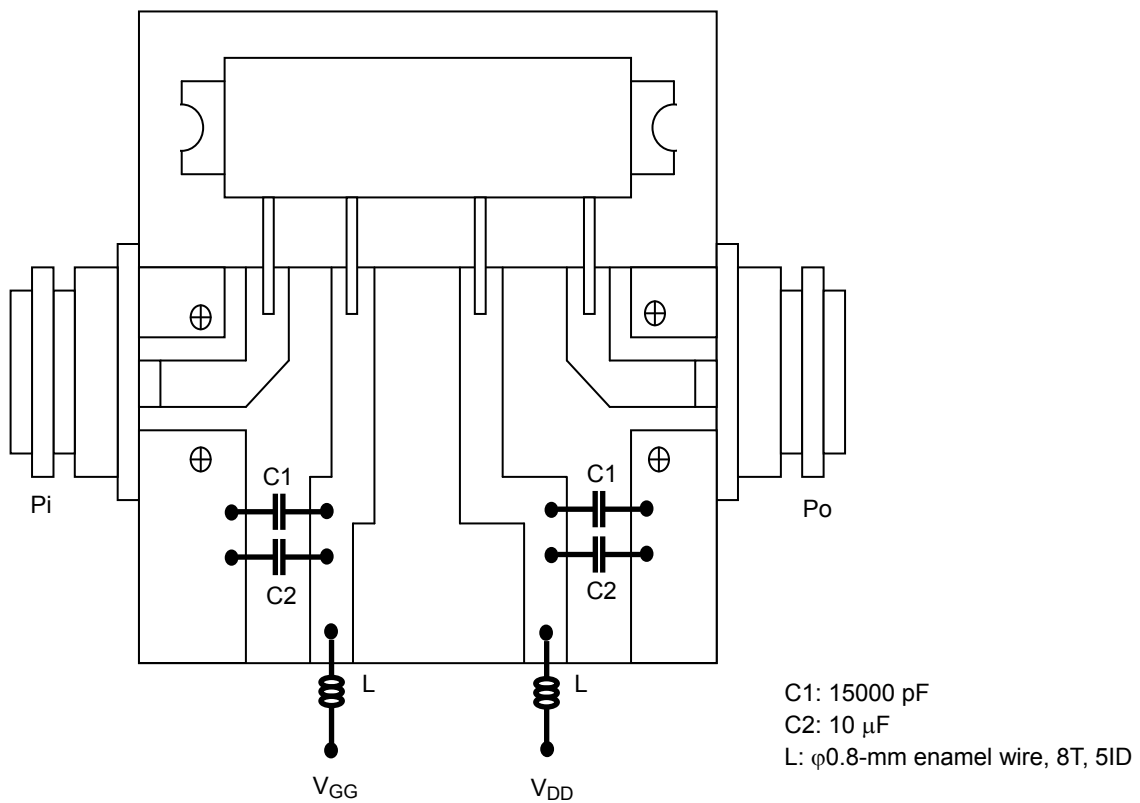 Pi
C1
C1
Po
C2
C2
L
L
C1: 15000 pF
C2: 10 μF
L: φ0.8-mm enamel wire, 8T, 5ID
VGG
VDD